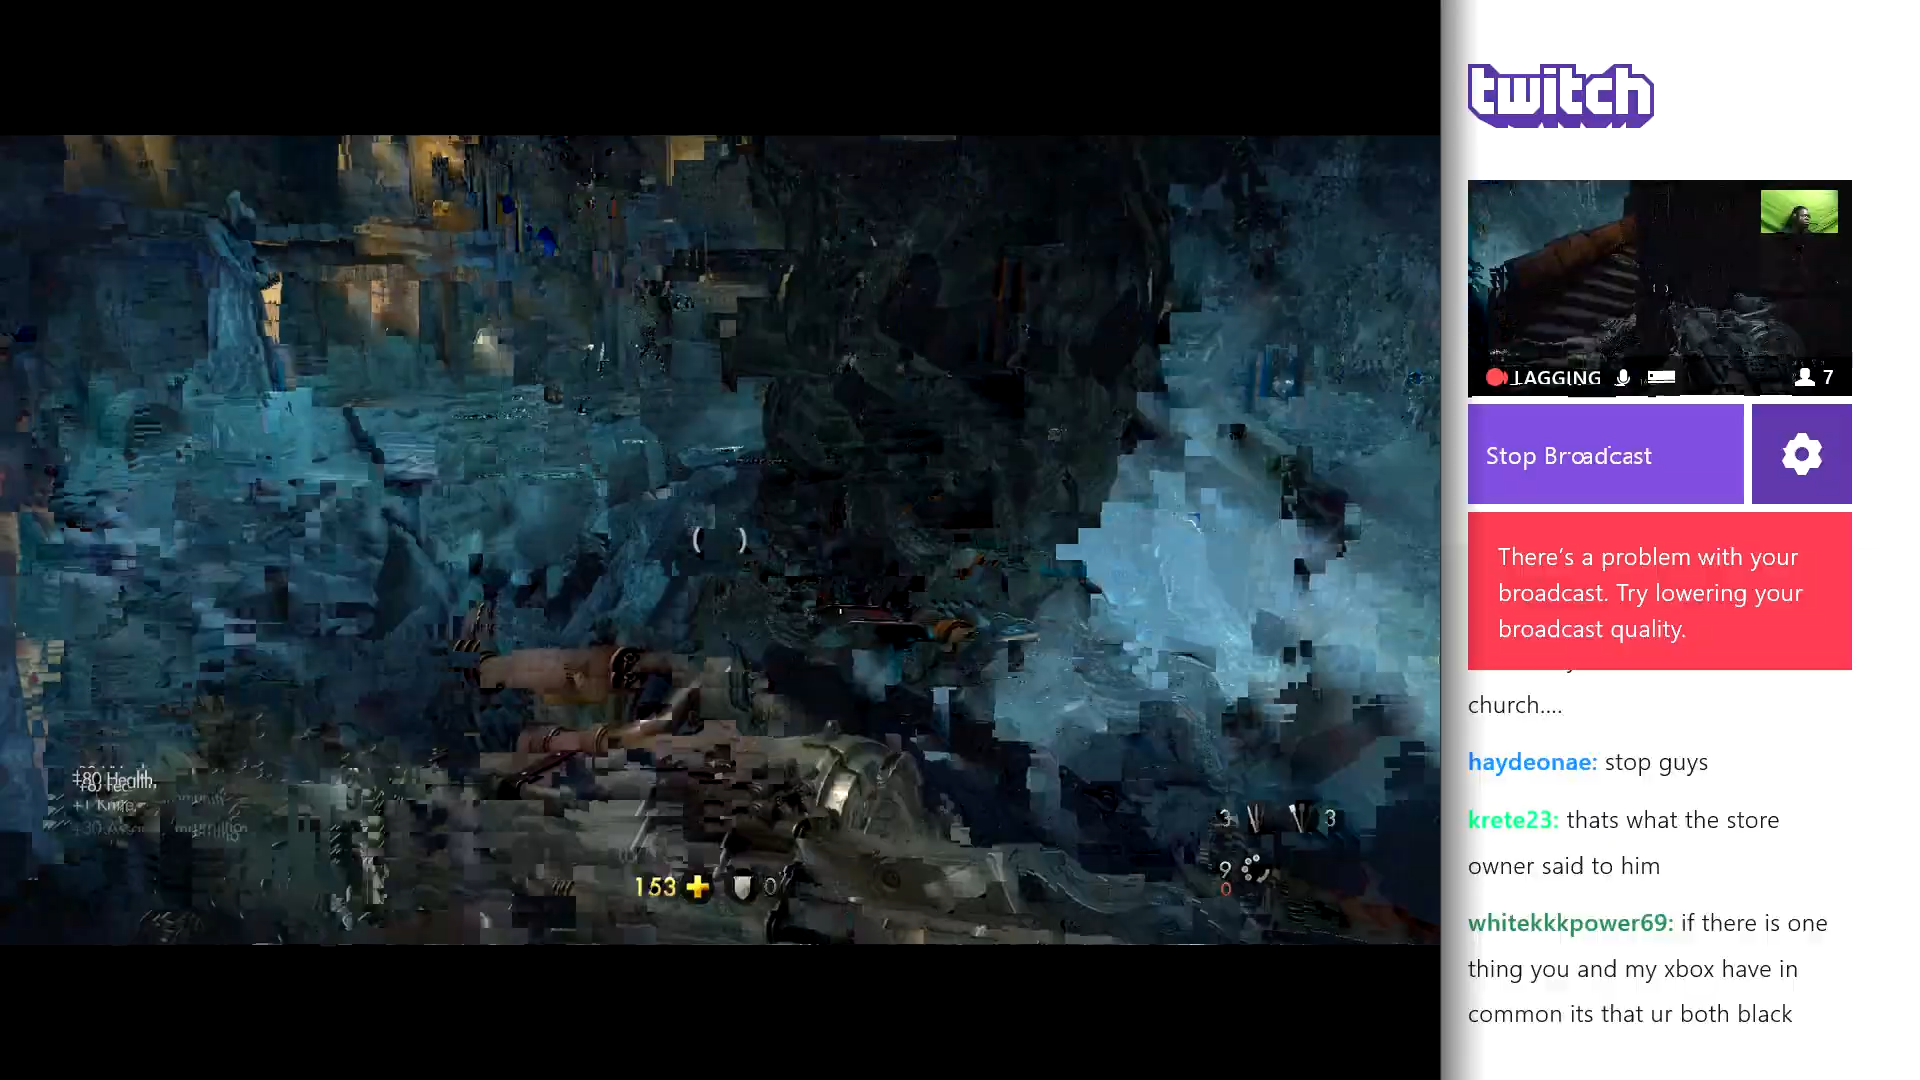 twitch
LAGGING
7
Stop Broadcast
There's a problem with your
broadcast. Try lowering your
broadcast quality.
church....
haydeonae: stop guys
krete23: thats what the store
owner said to him
whitekkkpower69: if there is one
thing you and my xbox have in
common its that ur both black
+80 Health,
153
0
3
3
9
0